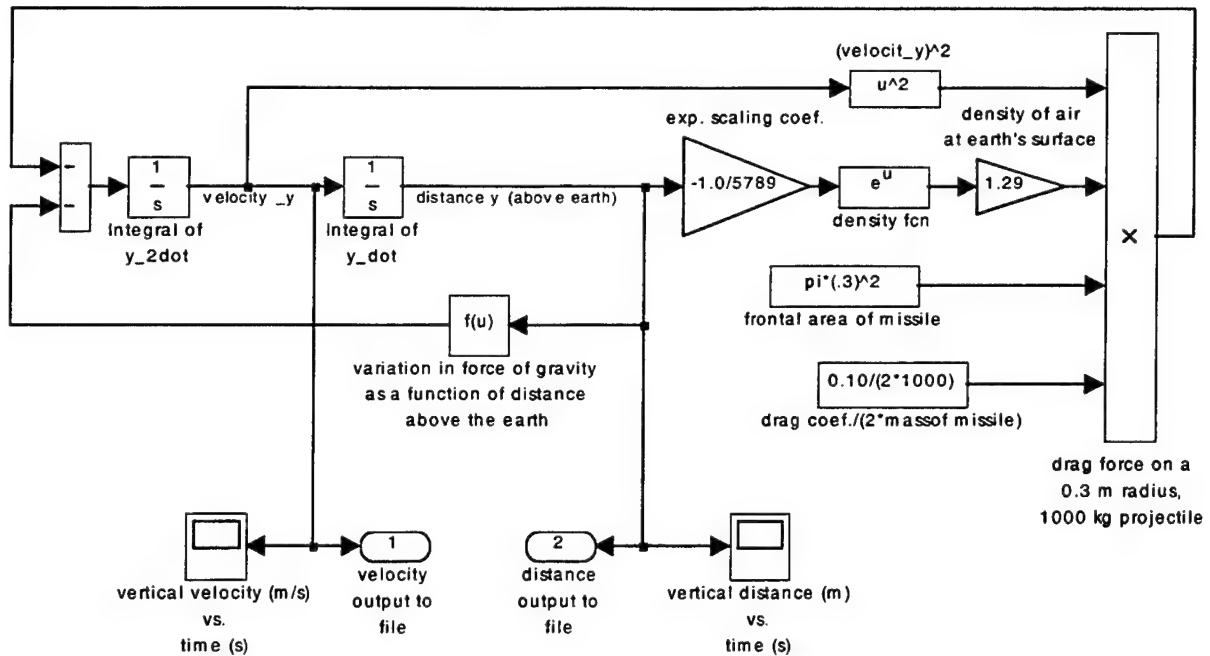 (velocit_y)^2
u^2
exp. scaling coef.
density of air
at earth's surface
-
-
1
s
velocity _y
1
s
distance y (above earth)
-1.0/5789
e^u
1.29
density fcn
Integral of
y_2dot
Integral of
y_dot
×
pi*(.3)^2
frontal area of missile
f(u)
variation in force of gravity
as a function of distance
above the earth
0.10/(2*1000)
drag coef./(2*massof missile)
drag force on a
0.3 m radius,
1000 kg projectile
1
2
vertical velocity (m/s)
vs.
time (s)
velocity
output to
file
distance
output to
file
vertical distance (m)
vs.
time (s)